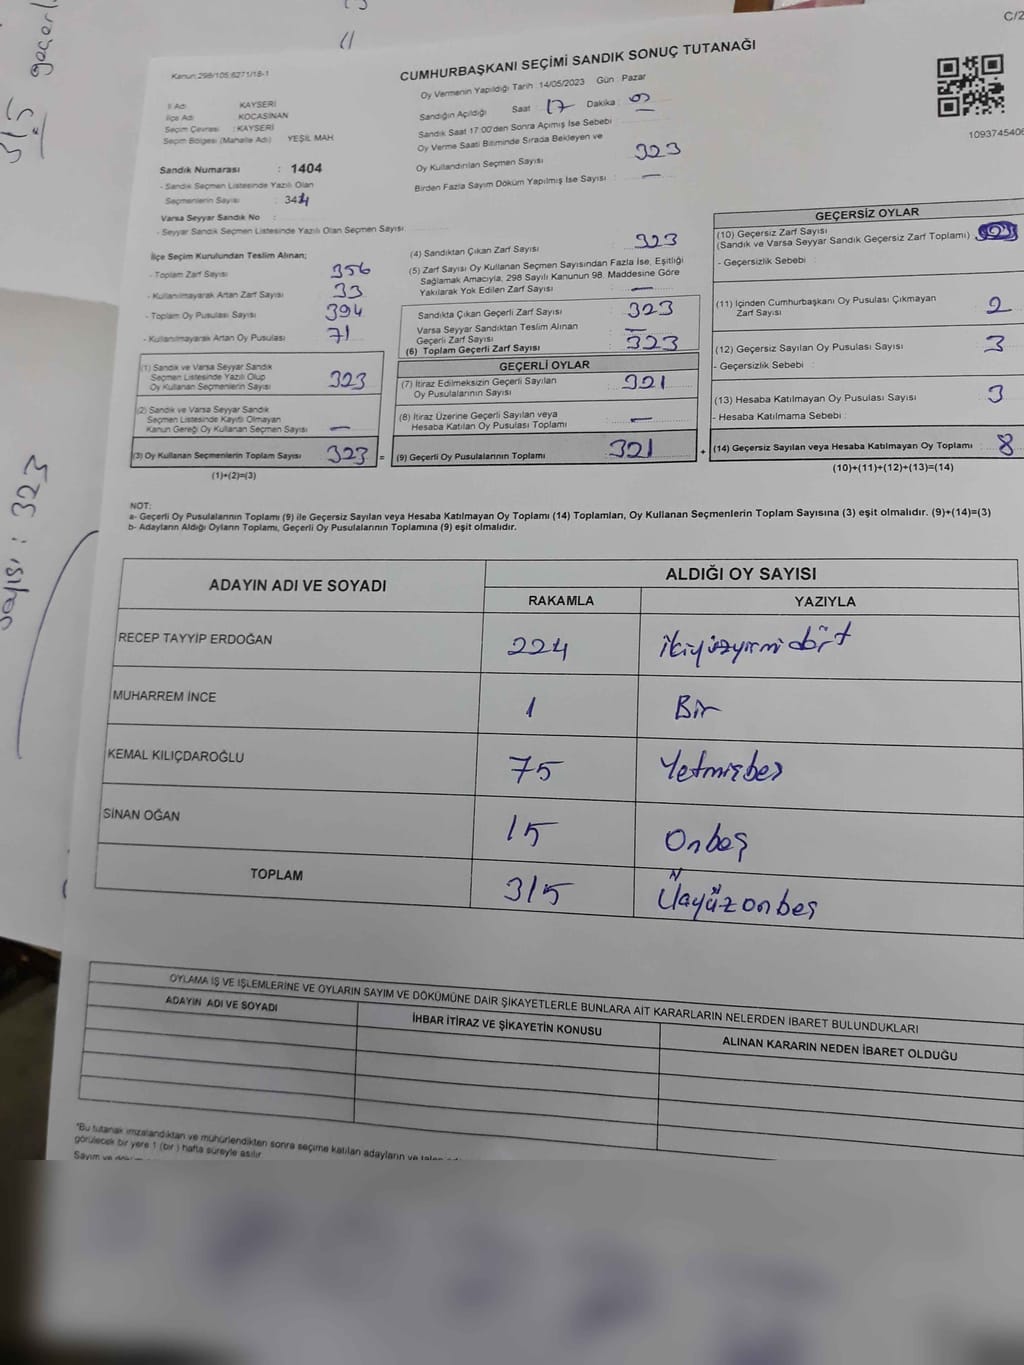 315 geçerli
C/2
Kanun:298/105;6271/18-1
CUMHURBAŞKANI SEÇİMİ SANDIK SONUÇ TUTANAĞI
Oy Vermenin Yapıldığı Tarih :14/05/2023 Gün : Pazar
İl Adı KAYSERİ
İlçe Adı KOCASİNAN
Seçim Çevresi : KAYSERİ
Seçim Bölgesi (Mahalle Adı) YEŞİL MAH
Sandığın Açıldığı Saat : 17 Dakika :
Sandık Saat 17:00'den Sonra Açımış İse Sebebi :
Oy Verme Saati Bitiminde Sırada Bekleyen ve
Oy Kullandırılan Seçmen Sayısı : 323
Birden Fazla Sayım Döküm Yapılmış İse Sayısı : —
Sandık Numarası : 1404
- Sandık Seçmen Listesinde Yazılı Olan
Seçmenlerin Sayısı : 344
Varsa Seyyar Sandık No :
- Seyyar Sandık Seçmen Listesinde Yazılı Olan Seçmen Sayısı
İlçe Seçim Kurulundan Teslim Alınan;
- Toplam Zarf Sayısı 356
- Kullanılmayarak Artan Zarf Sayısı 33
- Toplam Oy Pusulası Sayısı 394
- Kullanılmayarak Artan Oy Pusulası 71
(1) Sandık ve Varsa Seyyar Sandık
Seçmen Listesinde Yazılı Olup
Oy Kullanan Seçmenlerin Sayısı 323
(2) Sandık ve Varsa Seyyar Sandık
Seçmen Listesinde Kayıtlı Olmayan
Kanun Gereği Oy Kullanan Seçmen Sayısı —
(3) Oy Kullanan Seçmenlerin Toplam Sayısı 323 =
(1)+(2)=(3)
(4) Sandıktan Çıkan Zarf Sayısı 323
(5) Zarf Sayısı Oy Kullanan Seçmen Sayısından Fazla İse, Eşitliği
Sağlamak Amacıyla, 298 Sayılı Kanunun 98. Maddesine Göre
Yakılarak Yok Edilen Zarf Sayısı —
Sandıkta Çıkan Geçerli Zarf Sayısı 323
Varsa Seyyar Sandıktan Teslim Alınan
Geçerli Zarf Sayısı —
(6) Toplam Geçerli Zarf Sayısı 323
GEÇERLİ OYLAR
(7) İtiraz Edilmeksizin Geçerli Sayılan
Oy Pusulalarının Sayısı 321
(8) İtiraz Üzerine Geçerli Sayılan veya
Hesaba Katılan Oy Pusulası Toplamı —
(9) Geçerli Oy Pusulalarının Toplamı 321 +
1093745406
GEÇERSİZ OYLAR
(10) Geçersiz Zarf Sayısı
(Sandık ve Varsa Seyyar Sandık Geçersiz Zarf Toplamı)
- Geçersizlik Sebebi :
(11) İçinden Cumhurbaşkanı Oy Pusulası Çıkmayan
Zarf Sayısı 2
(12) Geçersiz Sayılan Oy Pusulası Sayısı 3
- Geçersizlik Sebebi :
(13) Hesaba Katılmayan Oy Pusulası Sayısı 3
- Hesaba Katılmama Sebebi :
(14) Geçersiz Sayılan veya Hesaba Katılmayan Oy Toplamı 8
(10)+(11)+(12)+(13)=(14)
sayısı : 323
NOT:
a- Geçerli Oy Pusulalarının Toplamı (9) ile Geçersiz Sayılan veya Hesaba Katılmayan Oy Toplamı (14) Toplamları, Oy Kullanan Seçmenlerin Toplam Sayısına (3) eşit olmalıdır. (9)+(14)=(3)
b- Adayların Aldığı Oyların Toplamı, Geçerli Oy Pusulalarının Toplamına (9) eşit olmalıdır.
ADAYIN ADI VE SOYADI
ALDIĞI OY SAYISI
RAKAMLA YAZIYLA
RECEP TAYYİP ERDOĞAN 224 ikiyüzyirmidört
MUHARREM İNCE 1 Bir
KEMAL KILIÇDAROĞLU 75 Yetmişbeş
SİNAN OĞAN 15 Onbeş
TOPLAM 315 Üçyüzonbeş
OYLAMA İŞ VE İŞLEMLERİNE VE OYLARIN SAYIM VE DÖKÜMÜNE DAİR ŞİKAYETLERLE BUNLARA AİT KARARLARIN NELERDEN İBARET BULUNDUKLARI
ADAYIN ADI VE SOYADI
İHBAR İTİRAZ VE ŞİKAYETİN KONUSU
ALINAN KARARIN NEDEN İBARET OLDUĞU
*Bu tutanak imzalandıktan ve mühürlendikten sonra seçime katılan adayların ve
görülecek bir yere 1 (bir ) hafta süreyle asılır.
Sayım ve